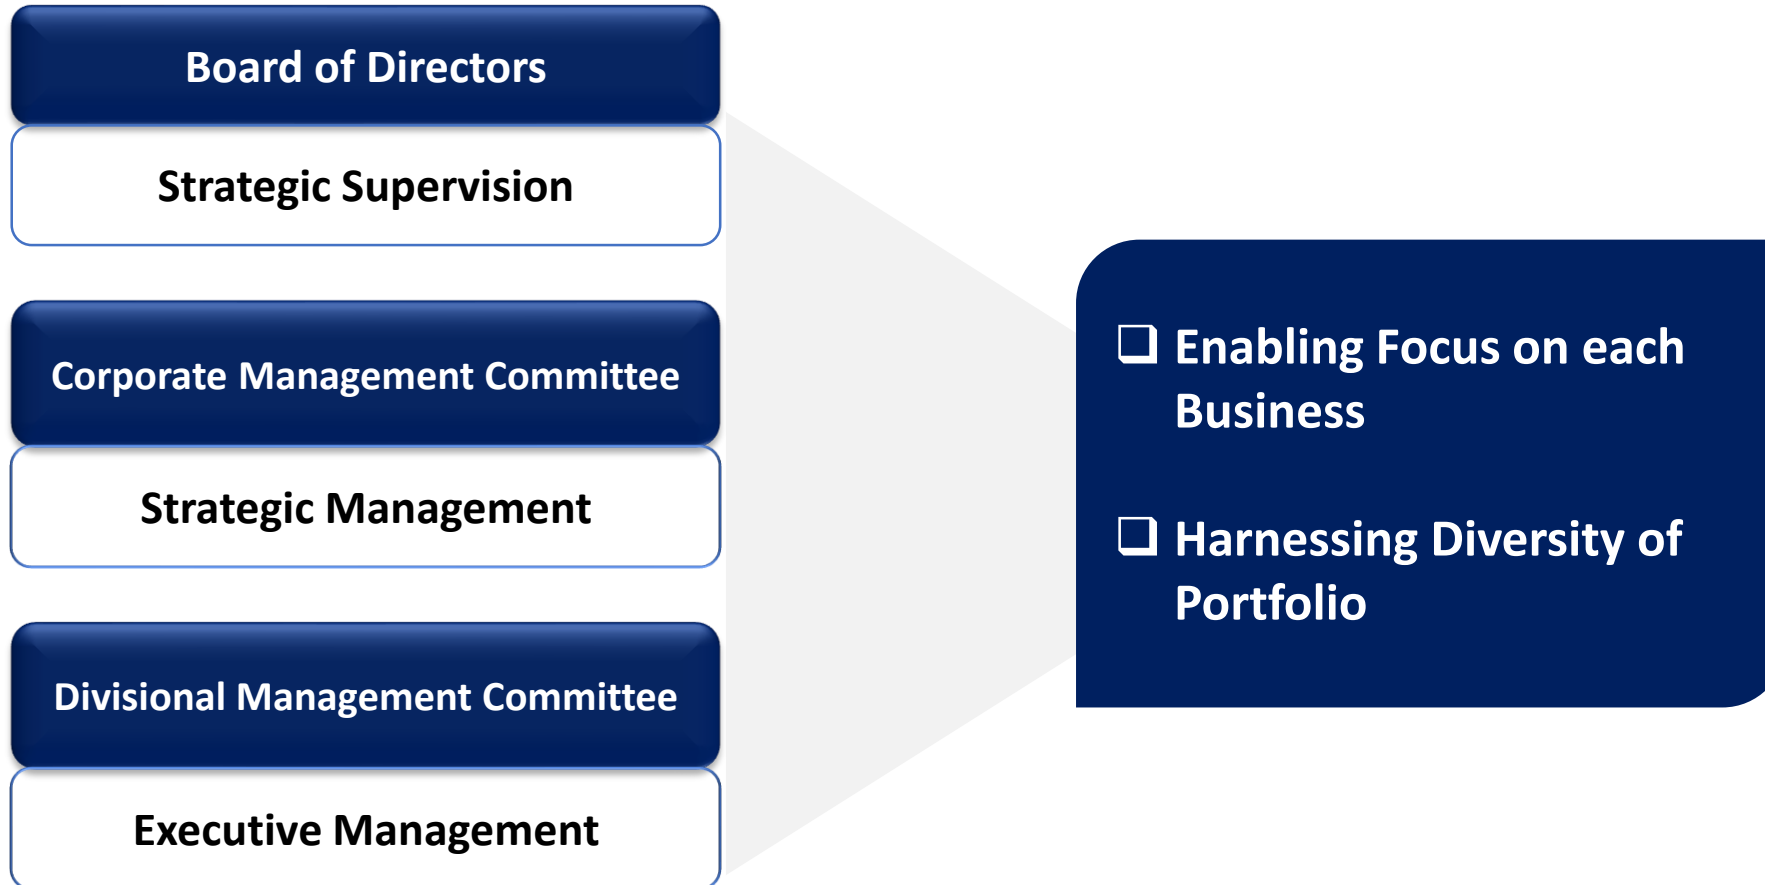 Board of Directors
Strategic Supervision
Corporate Management Committee
Strategic Management
Divisional Management Committee
Executive Management
❑ Enabling Focus on each
Business
❑ Harnessing Diversity of
Portfolio